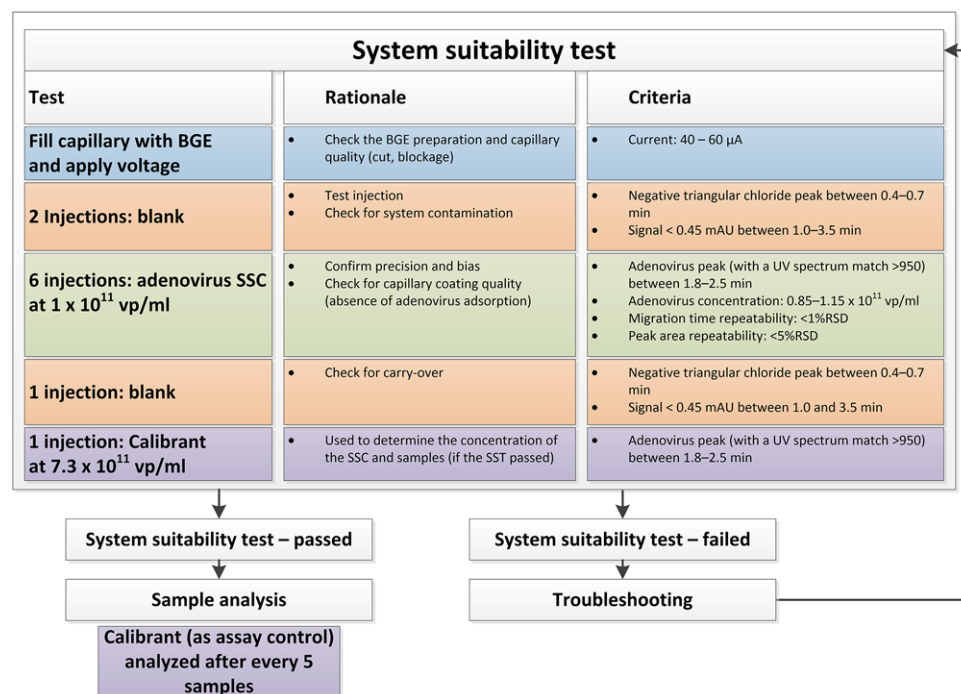 System suitability test
Test
Rationale
Criteria
Fill capillary with BGE
and apply voltage
• Check the BGE preparation and capillary
quality (cut, blockage)
• Current: 40 – 60 µA
2 Injections: blank
• Test injection
• Check for system contamination
• Negative triangular chloride peak between 0.4–0.7
min
• Signal < 0.45 mAU between 1.0–3.5 min
6 injections: adenovirus SSC
at 1 x 10¹¹ vp/ml
• Confirm precision and bias
• Check for capillary coating quality
(absence of adenovirus adsorption)
• Adenovirus peak (with a UV spectrum match >950)
between 1.8–2.5 min
• Adenovirus concentration: 0.85–1.15 x 10¹¹ vp/ml
• Migration time repeatability: <1%RSD
• Peak area repeatability: <5%RSD
1 injection: blank
• Check for carry-over
• Negative triangular chloride peak between 0.4–0.7
min
• Signal < 0.45 mAU between 1.0 and 3.5 min
1 injection: Calibrant
at 7.3 x 10¹¹ vp/ml
• Used to determine the concentration of
the SSC and samples (if the SST passed)
• Adenovirus peak (with a UV spectrum match >950)
between 1.8–2.5 min
System suitability test – passed
System suitability test – failed
Sample analysis
Troubleshooting
Calibrant (as assay control)
analyzed after every 5
samples